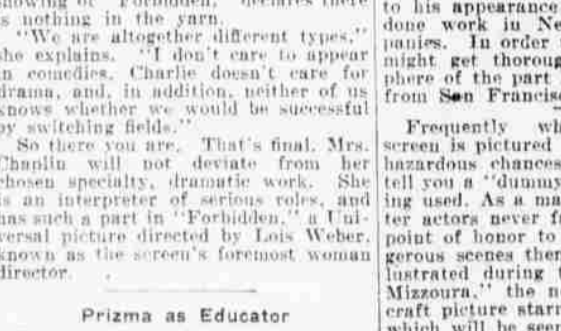 howing of "Forbidden," declares there
s nothing in the yarn.
"We are altogether different types,"
she explains. "I don't care to appear
n comedies. Charlie doesn't care for
drama, and, in addition, neither of us
knows whether we would be successful
by switching fields."
So there you are. That's final. Mrs.
Chaplin will not deviate from her
chosen specialty, dramatic work. She
is an interpreter of serious roles, and
has such a part in "Forbidden," a Uni-
versal picture directed by Lois Weber,
known as the screen's foremost woman
director.
Prizma as Educator
to his appearance
done work in Ne
panies. In order
might get thoroug
phere of the part
from San Francisc
Frequently wh
screen is pictured
hazardous chances
tell you a "dummy
ing used. As a ma
ter actors never f
point of honor to
gerous scenes then
lustrated during t
Mizzoura," the n
craft picture starr
which will be seen